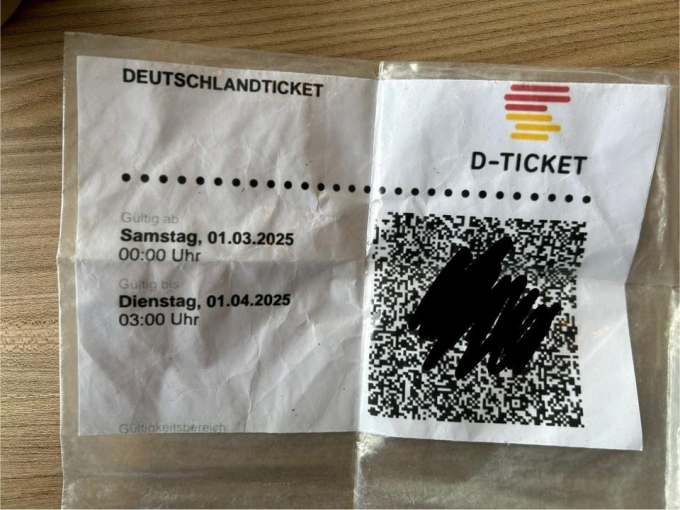 DEUTSCHLANDTICKET
D-TICKET
Gültig ab
Samstag, 01.03.2025
00:00 Uhr
Gültig bis
Dienstag, 01.04.2025
03:00 Uhr
Gültigkeitsbereich